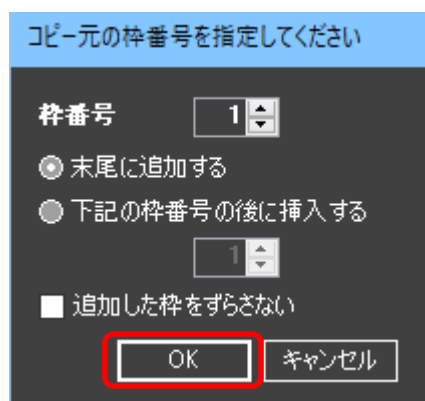 コピー元の枠番号を指定してください
枠番号 1
末尾に追加する
下記の枠番号の後に挿入する
1
追加した枠をずらさない
OK キャンセル